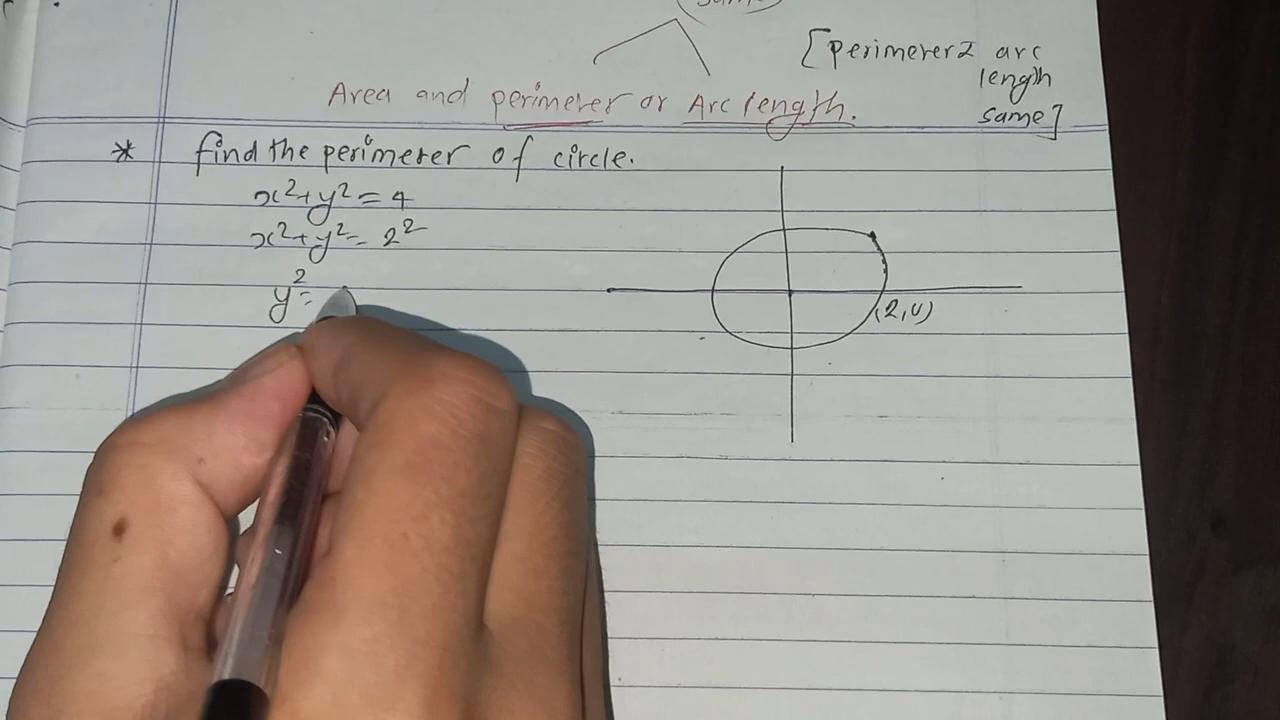 [perimeter & arc
length
same]
Area and perimeter or Arc length.
* find the perimeter of circle.
x²+y² = 4
x²+y² = 2²
y² =
(2,0)